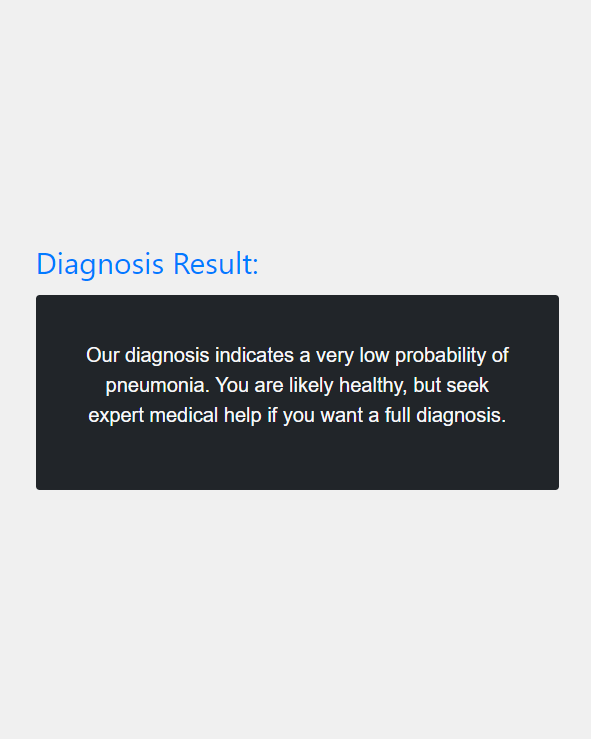 Diagnosis Result:
Our diagnosis indicates a very low probability of
pneumonia. You are likely healthy, but seek
expert medical help if you want a full diagnosis.